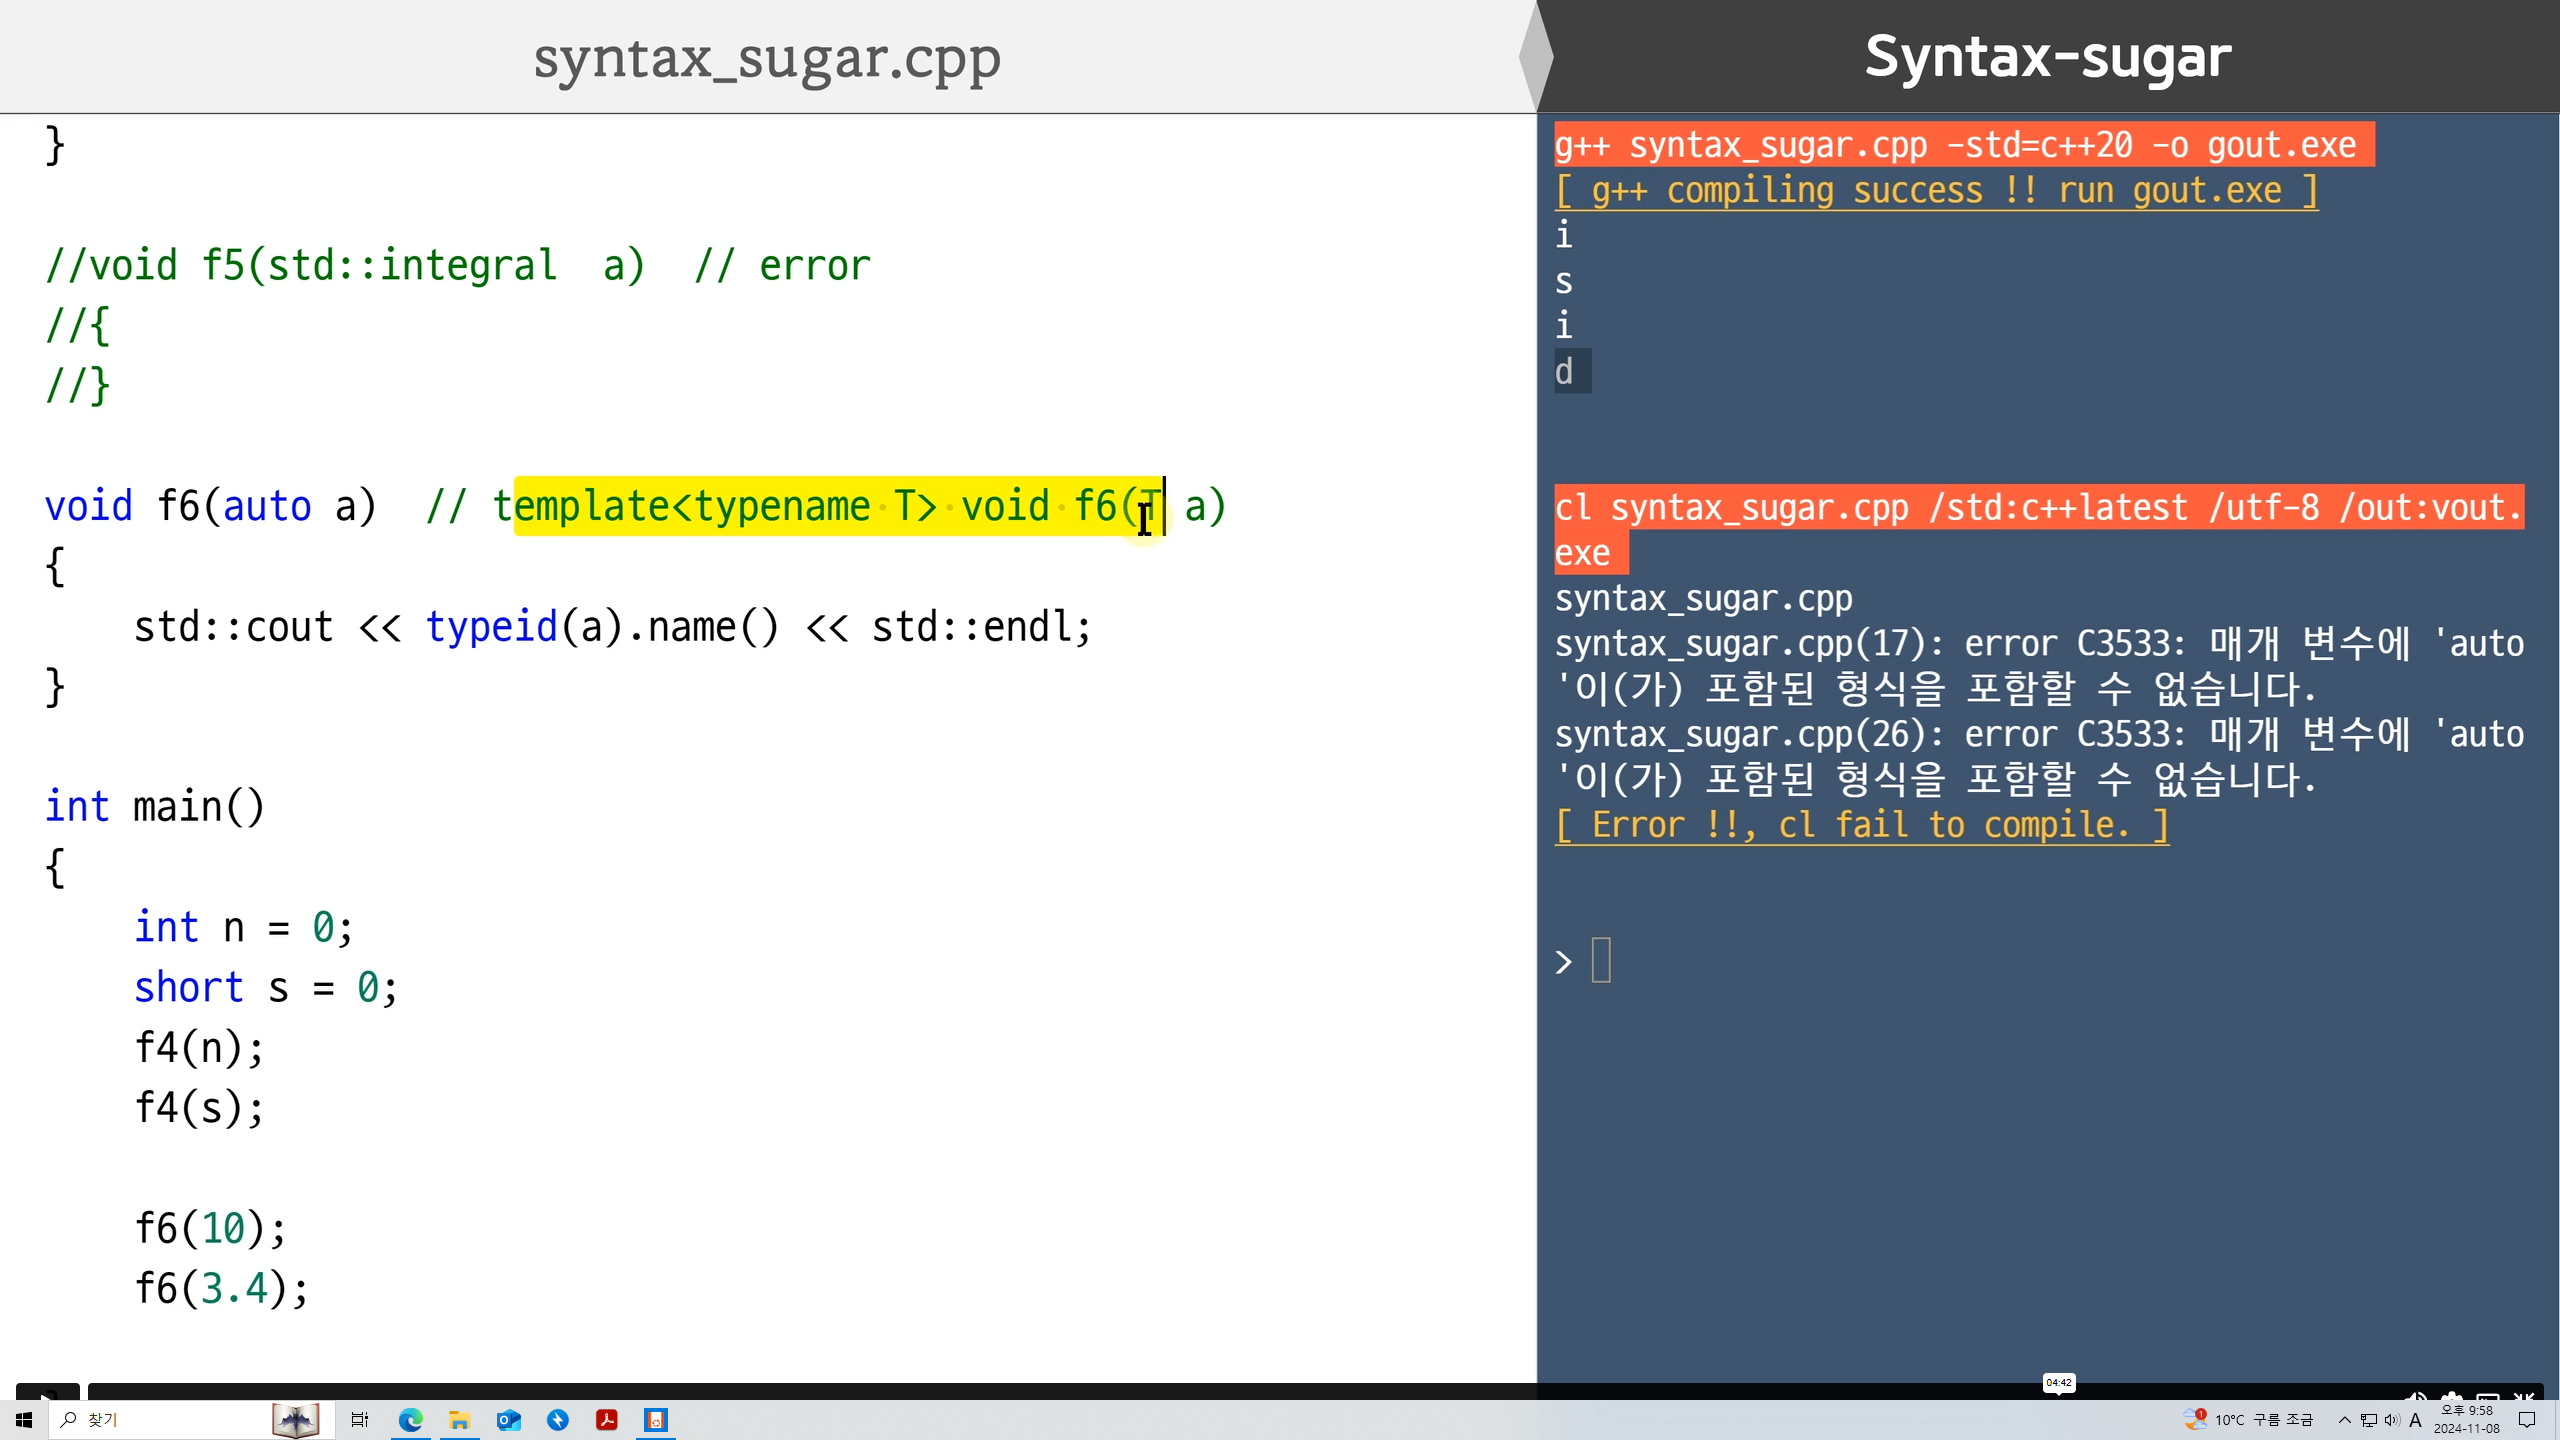 syntax_sugar.cpp
Syntax-sugar
}
//void f5(std::integral  a)  // error
//{
//}
void f6(auto a)  // template<typename T> void f6(T a)
{
    std::cout << typeid(a).name() << std::endl;
}
int main()
{
    int n = 0;
    short s = 0;
    f4(n);
    f4(s);
    f6(10);
    f6(3.4);
g++ syntax_sugar.cpp -std=c++20 -o gout.exe
[ g++ compiling success !! run gout.exe ]
i
s
i
d
cl syntax_sugar.cpp /std:c++latest /utf-8 /out:vout.
exe
syntax_sugar.cpp
syntax_sugar.cpp(17): error C3533: 매개 변수에 'auto
'이(가) 포함된 형식을 포함할 수 없습니다.
syntax_sugar.cpp(26): error C3533: 매개 변수에 'auto
'이(가) 포함된 형식을 포함할 수 없습니다.
[ Error !!, cl fail to compile. ]
>
04:42
찾기
1
10°C 구름 조금
A
오후 9:58
2024-11-08